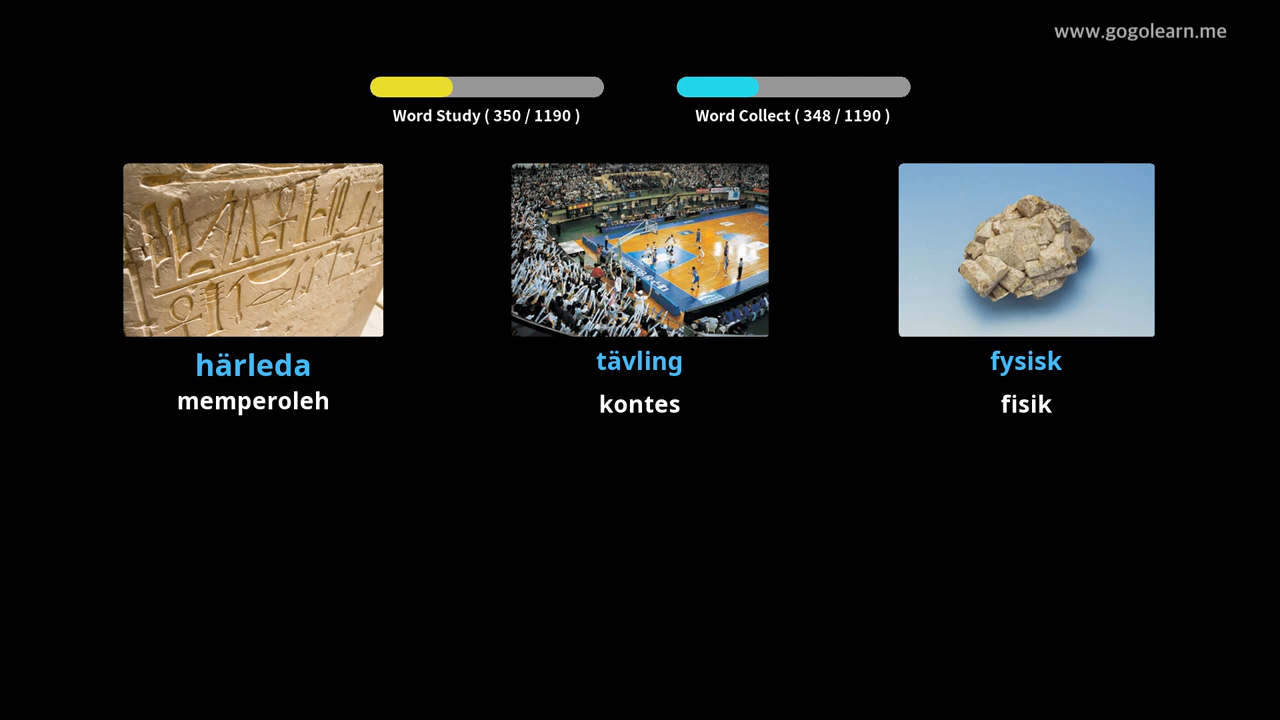 www.gogolearn.me
Word Study ( 350 / 1190 )
Word Collect ( 348 / 1190 )
härleda
memperoleh
tävling
kontes
fysisk
fisik